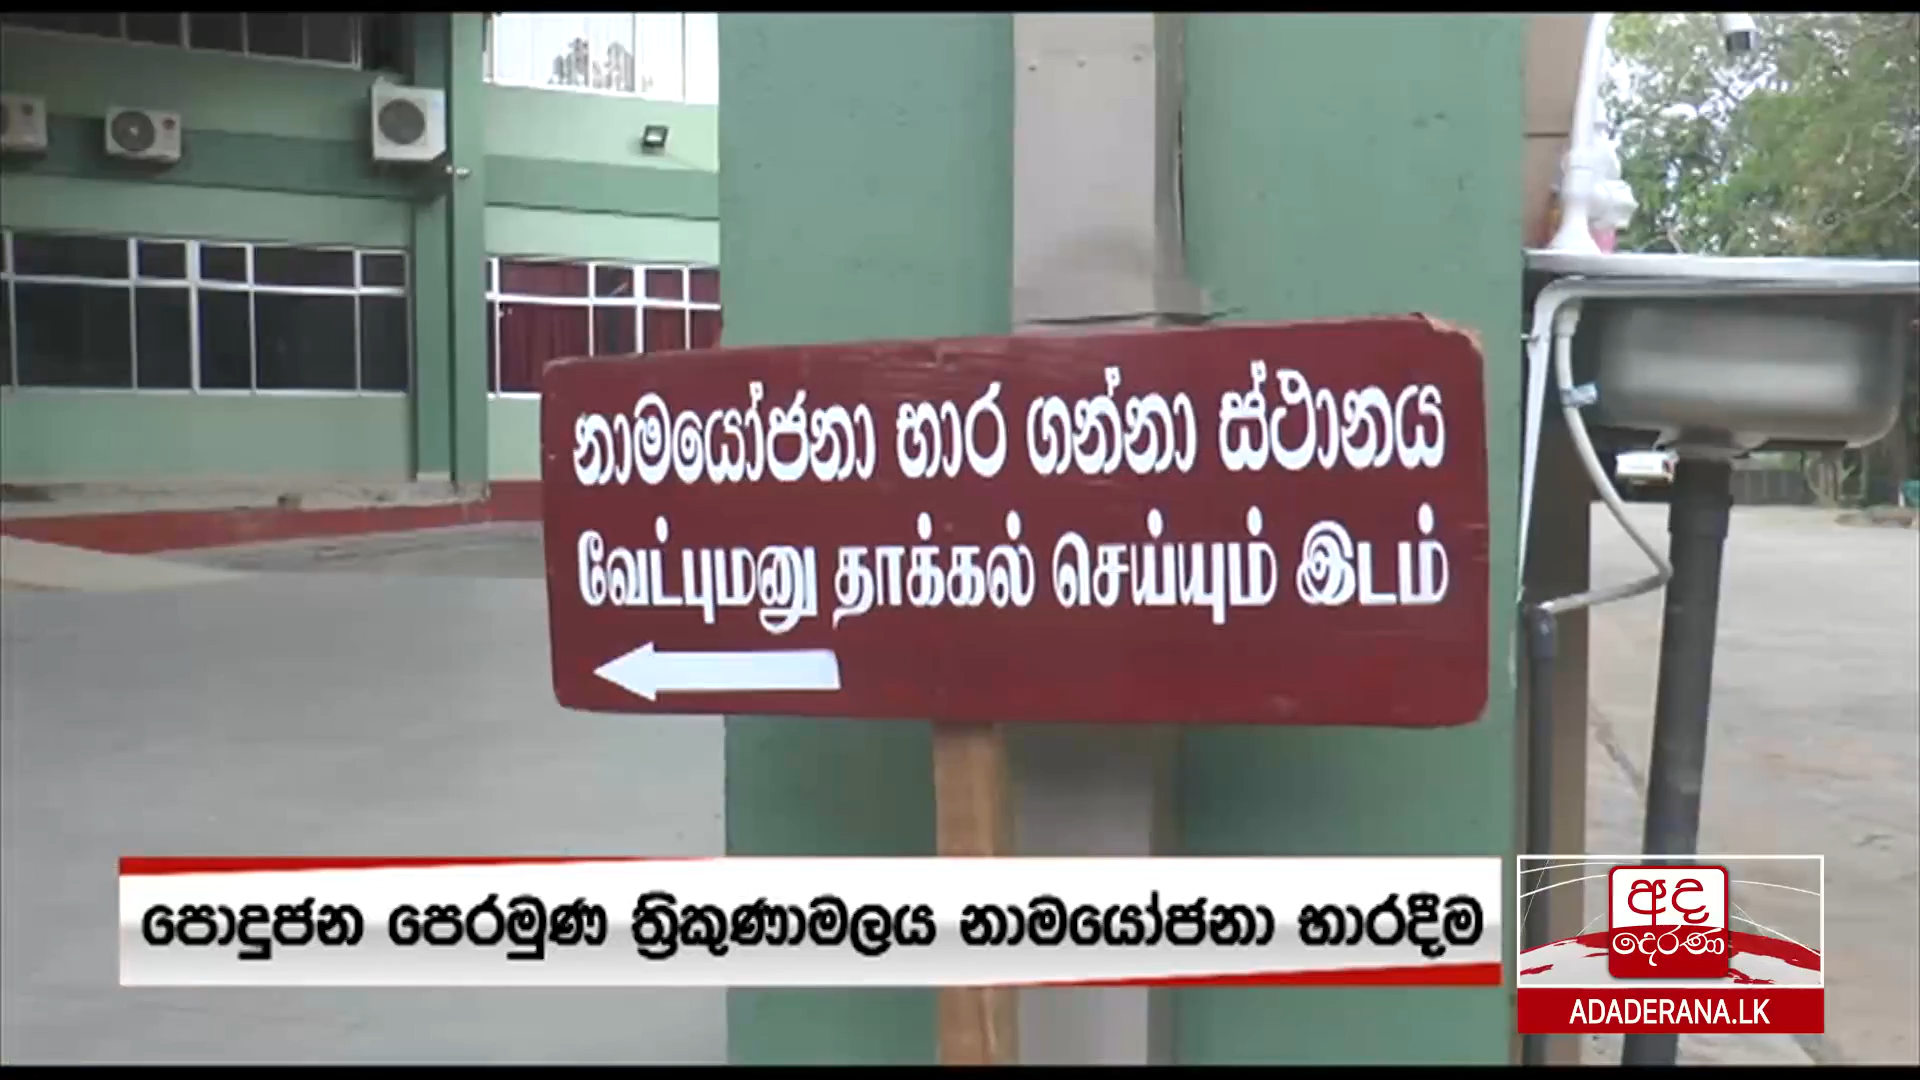 නාමයෝජනා භාර ගන්නා ස්ථානය
வேட்புமனு தாக்கல் செய்யும் இடம்
පොදුජන පෙරමුණ ත්‍රිකුණාමලය නාමයෝජනා භාරදීම
අද
දෙරණ
ADADERANA.LK